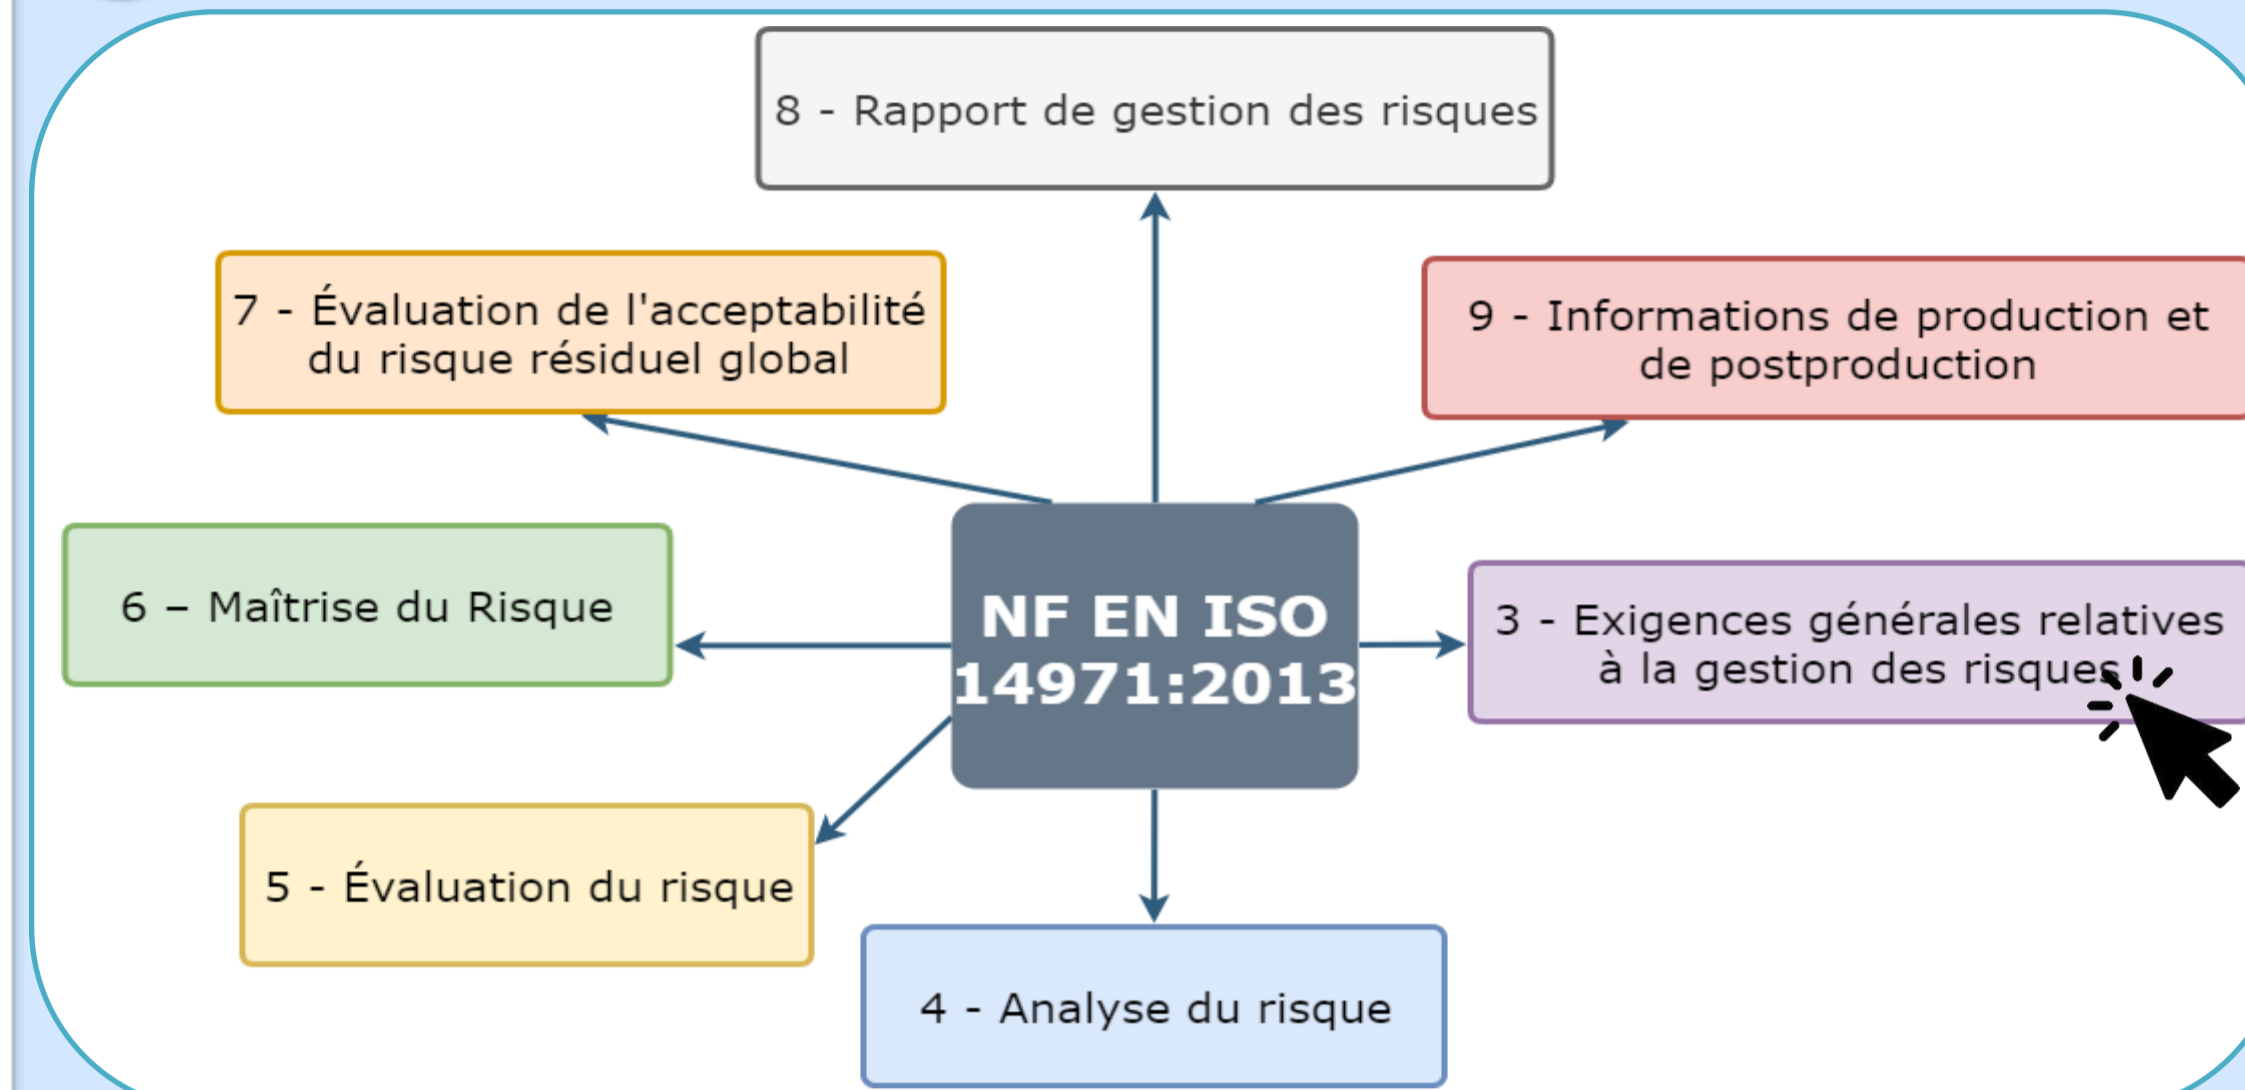 8 - Rapport de gestion des risques
7 - Évaluation de l'acceptabilité
du risque résiduel global
9 - Informations de production et
de postproduction
6 – Maîtrise du Risque
NF EN ISO
14971:2013
3 - Exigences générales relatives
à la gestion des risques
5 - Évaluation du risque
4 - Analyse du risque